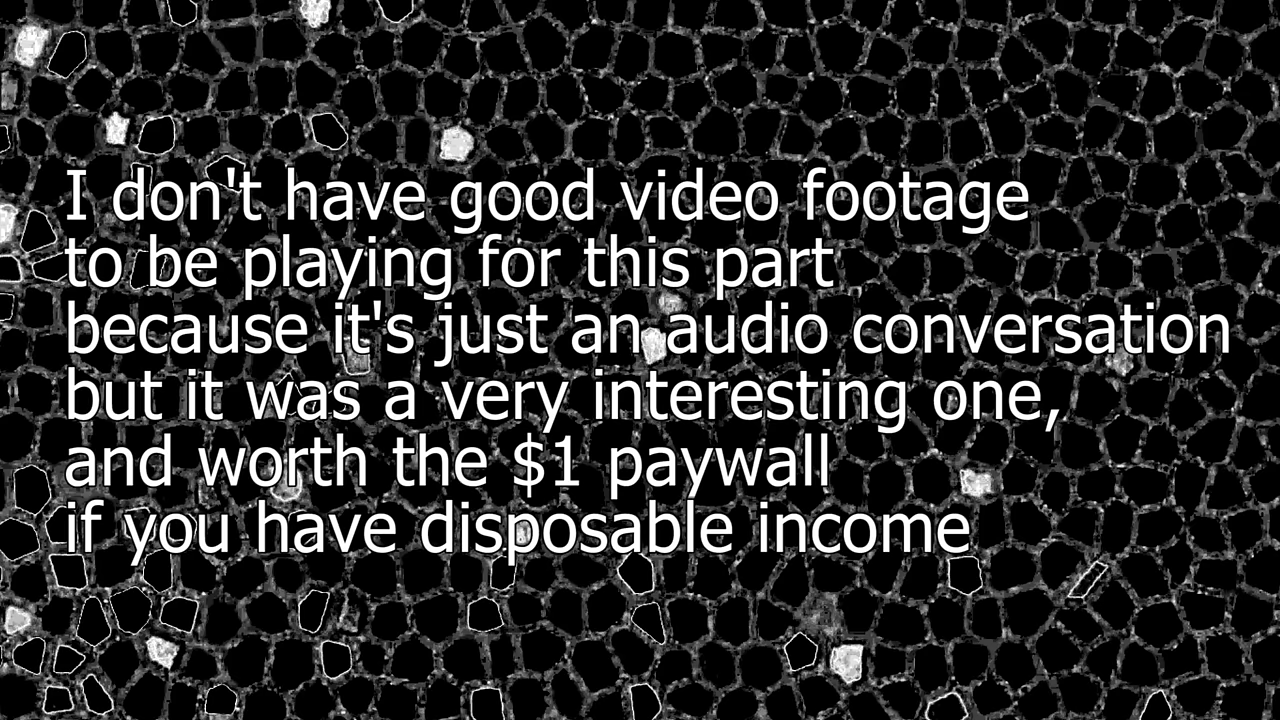 I don't have good video footage
to be playing for this part
because it's just an audio conversation
but it was a very interesting one,
and worth the $1 paywall
if you have disposable income